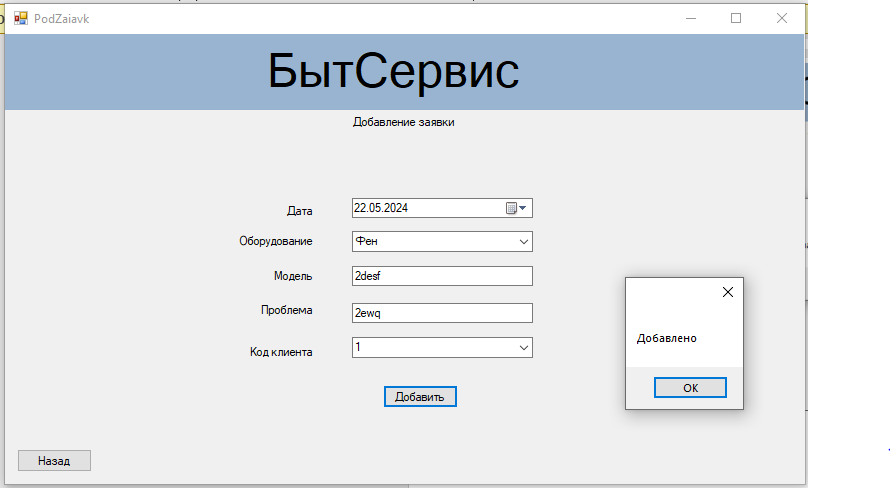 PodZaiavk
БытСервис
Добавление заявки
Дата 22.05.2024
Оборудование Фен
Модель 2desf
Проблема 2ewq
Добавлено
Код клиента 1
OK
Добавить
Назад